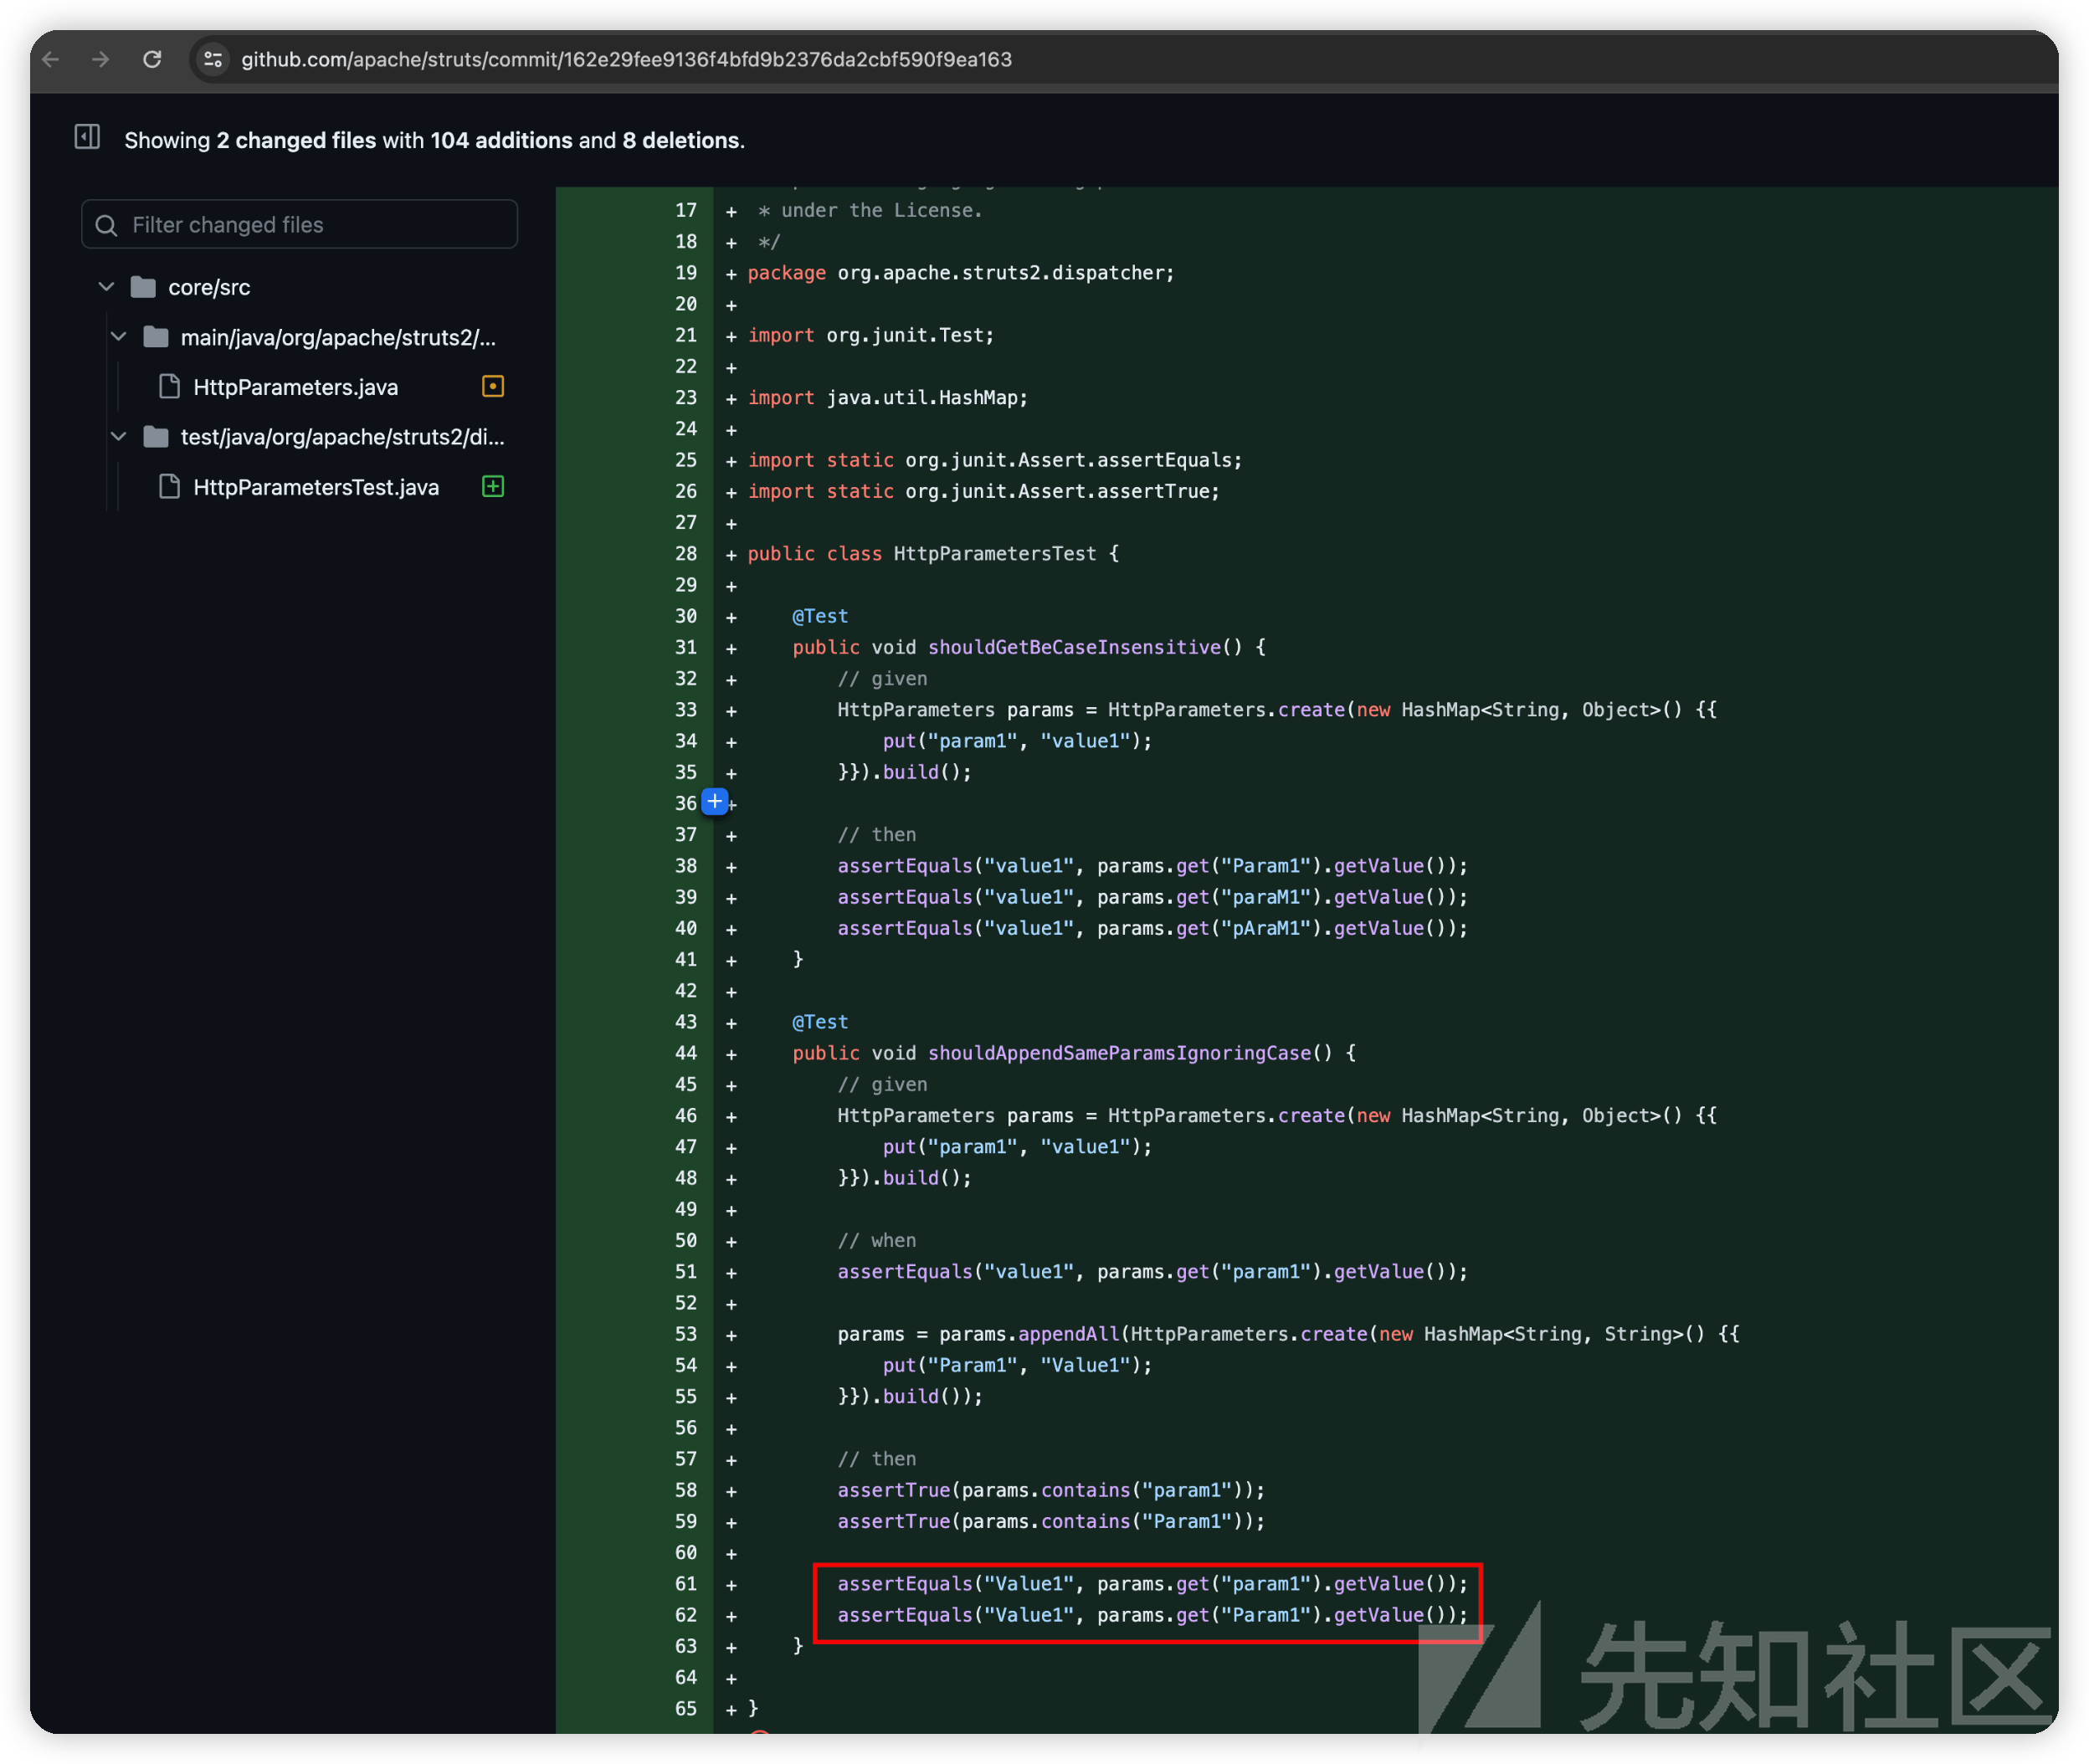 github.com/apache/struts/commit/162e29fee9136f4bfd9b2376da2cbf590f9ea163
Showing 2 changed files with 104 additions and 8 deletions.
Filter changed files
core/src
main/java/org/apache/struts2/...
HttpParameters.java
test/java/org/apache/struts2/di...
HttpParametersTest.java
17 + * under the License.
18 + */
19 + package org.apache.struts2.dispatcher;
20 +
21 + import org.junit.Test;
22 +
23 + import java.util.HashMap;
24 +
25 + import static org.junit.Assert.assertEquals;
26 + import static org.junit.Assert.assertTrue;
27 +
28 + public class HttpParametersTest {
29 +
30 +     @Test
31 +     public void shouldGetBeCaseInsensitive() {
32 +         // given
33 +         HttpParameters params = HttpParameters.create(new HashMap<String, Object>() {{
34 +             put("param1", "value1");
35 +         }}).build();
36 +
37 +         // then
38 +         assertEquals("value1", params.get("Param1").getValue());
39 +         assertEquals("value1", params.get("paraM1").getValue());
40 +         assertEquals("value1", params.get("pAraM1").getValue());
41 +     }
42 +
43 +     @Test
44 +     public void shouldAppendSameParamsIgnoringCase() {
45 +         // given
46 +         HttpParameters params = HttpParameters.create(new HashMap<String, Object>() {{
47 +             put("param1", "value1");
48 +         }}).build();
49 +
50 +         // when
51 +         assertEquals("value1", params.get("param1").getValue());
52 +
53 +         params = params.appendAll(HttpParameters.create(new HashMap<String, String>() {{
54 +             put("Param1", "Value1");
55 +         }}).build());
56 +
57 +         // then
58 +         assertTrue(params.contains("param1"));
59 +         assertTrue(params.contains("Param1"));
60 +
61 +         assertEquals("Value1", params.get("param1").getValue());
62 +         assertEquals("Value1", params.get("Param1").getValue());
63 +     }
64 +
65 + }
先知社区